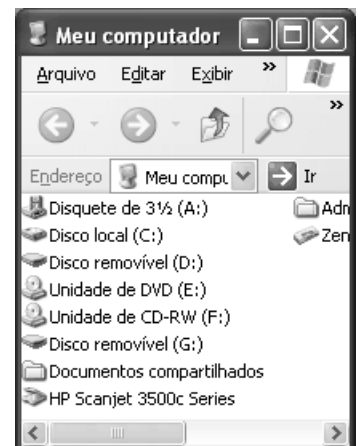 Meu computador
Arquivo Editar Exibir »
»
Endereço Meu compu Ir
Disquete de 3½ (A:) Adn
Disco local (C:) Zen
Disco removível (D:)
Unidade de DVD (E:)
Unidade de CD-RW (F:)
Disco removível (G:)
Documentos compartilhados
HP Scanjet 3500c Series